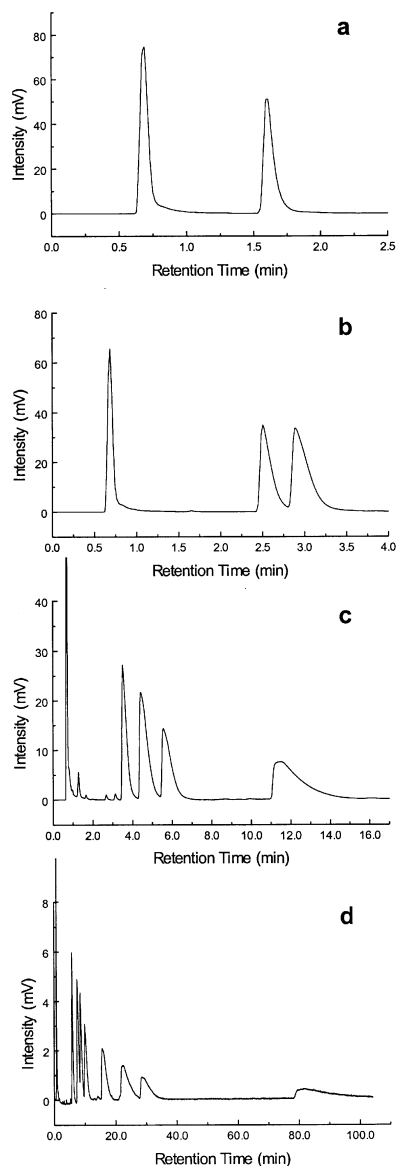 a
80
60
40
20
0
Intensity (mV)
0.0 0.5 1.0 1.5 2.0 2.5
Retention Time (min)
b
80
60
40
20
0
Intensity (mV)
0.0 0.5 1.0 1.5 2.0 2.5 3.0 3.5 4.0
Retention Time (min)
c
40
30
20
10
0
Intensity (mV)
0.0 2.0 4.0 6.0 8.0 10.0 12.0 14.0 16.0
Retention Time (min)
d
8
6
4
2
0
Intensity (mV)
0.0 20.0 40.0 60.0 80.0 100.0
Retention Time (min)